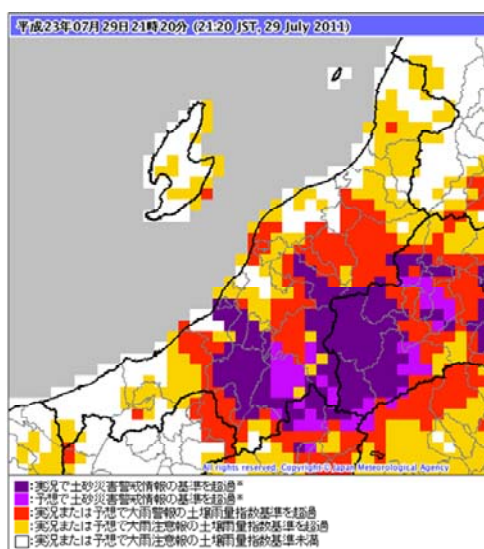 平成23年07月29日21時20分 (21:20 JST, 29 July 2011)
All rights reserved. Copyright © Japan Meteorological Agency
:実況で土砂災害警戒情報の基準を超過*
:予想で土砂災害警戒情報の基準を超過*
:実況または予想で大雨警報の土壌雨量指数基準を超過
:実況または予想で大雨注意報の土壌雨量指数基準を超過
:実況または予想で大雨注意報の土壌雨量指数基準未満